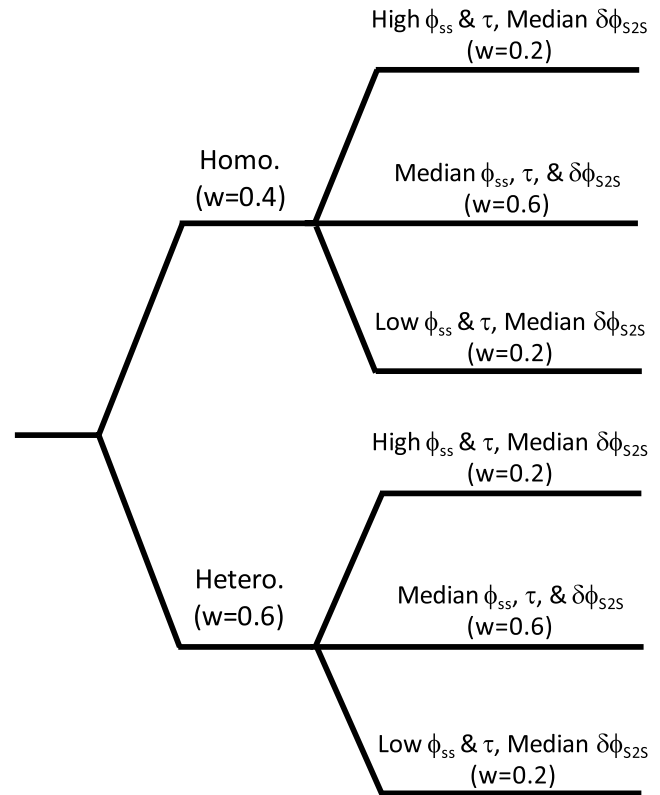 High ϕss & τ, Median δϕS2S
(w=0.2)
Homo.
(w=0.4)
Median ϕss, τ, & δϕS2S
(w=0.6)
Low ϕss & τ, Median δϕS2S
(w=0.2)
High ϕss & τ, Median δϕS2S
(w=0.2)
Hetero.
(w=0.6)
Median ϕss, τ, & δϕS2S
(w=0.6)
Low ϕss & τ, Median δϕS2S
(w=0.2)